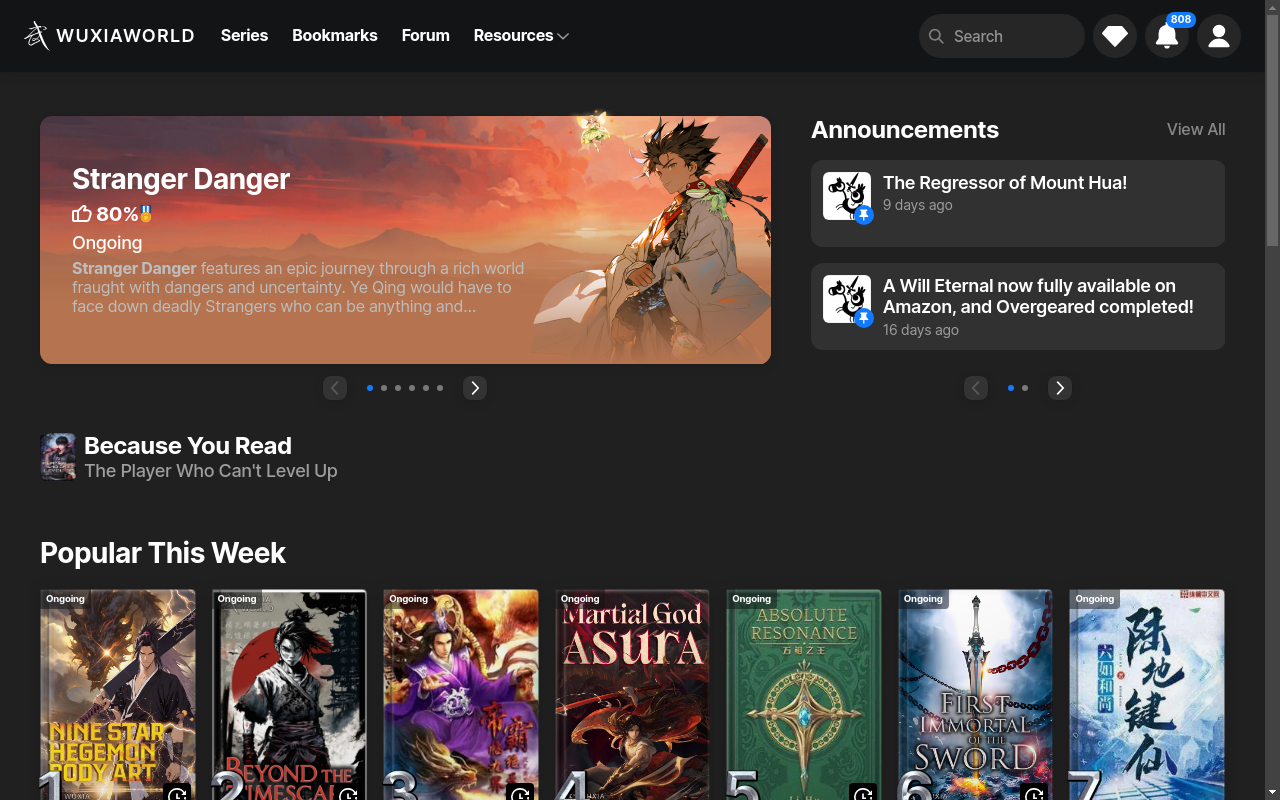 WUXIAWORLD
Series
Bookmarks
Forum
Resources
Search
808
Stranger Danger
80%
Ongoing
Stranger Danger features an epic journey through a rich world
fraught with dangers and uncertainty. Ye Qing would have to
face down deadly Strangers who can be anything and...
Announcements
View All
The Regressor of Mount Hua!
9 days ago
A Will Eternal now fully available on
Amazon, and Overgeared completed!
16 days ago
Because You Read
The Player Who Can't Level Up
Popular This Week
Ongoing
NINE STAR
HEGEMON
BODY ART
1
Ongoing
BEYOND THE
TIMESCAPE
2
Ongoing
帝霸
3
Ongoing
Martial God
ASURA
4
Ongoing
ABSOLUTE
RESONANCE
万相之王
5
Ongoing
FIRST
IMMORTAL
OF THE
SWORD
6
Ongoing
陆地键仙
六如和尚
7